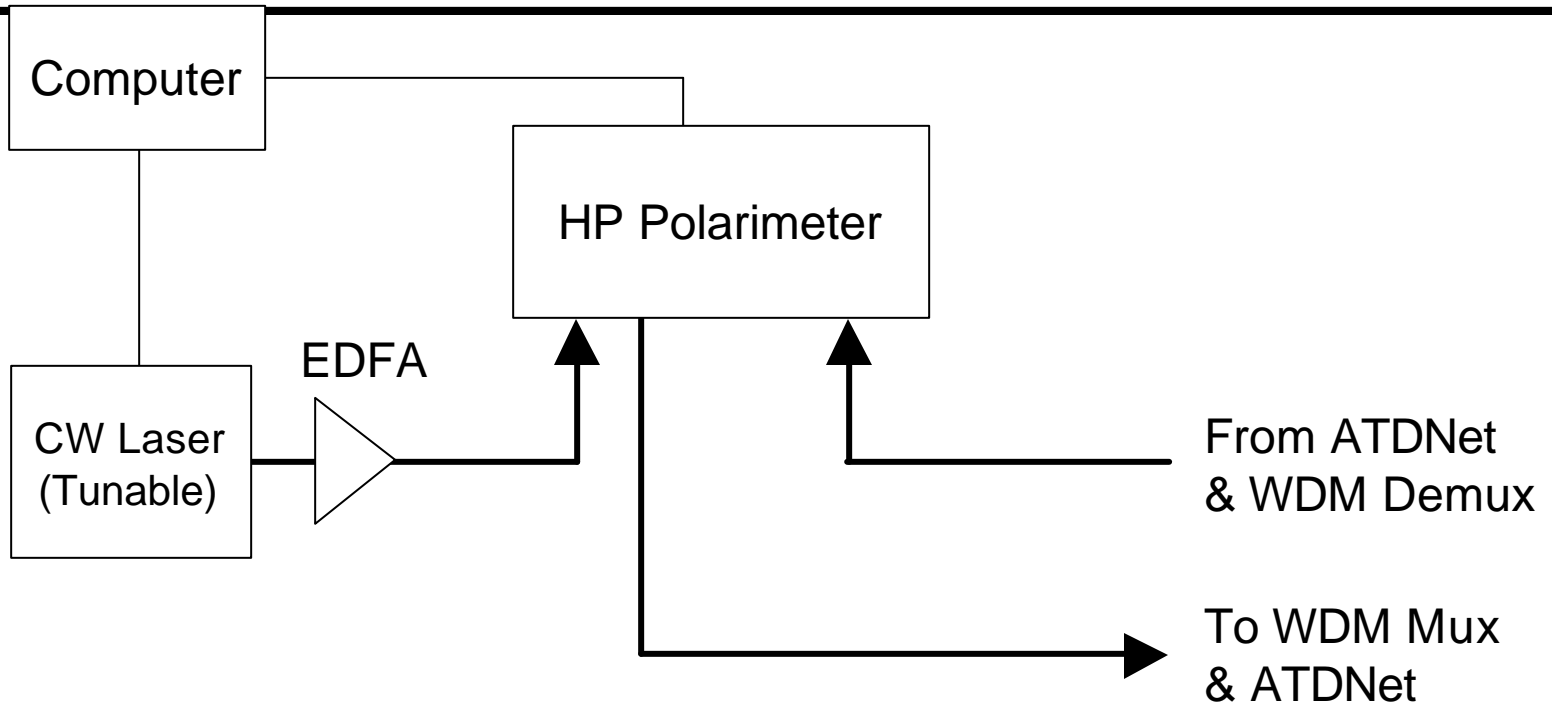 Computer
HP Polarimeter
EDFA
CW Laser
(Tunable)
From ATDNet
& WDM Demux
To WDM Mux
& ATDNet